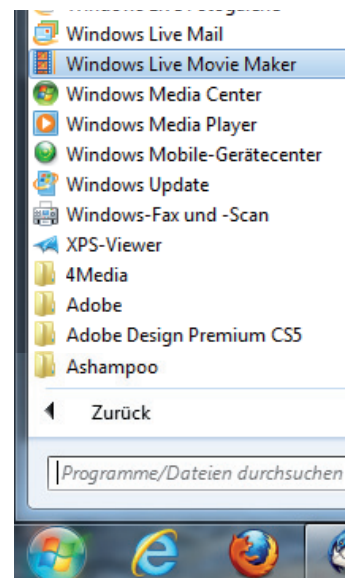 Windows Live Mail
Windows Live Movie Maker
Windows Media Center
Windows Media Player
Windows Mobile-Gerätecenter
Windows Update
Windows-Fax und -Scan
XPS-Viewer
4Media
Adobe
Adobe Design Premium CS5
Ashampoo
Zurück
Programme/Dateien durchsuchen